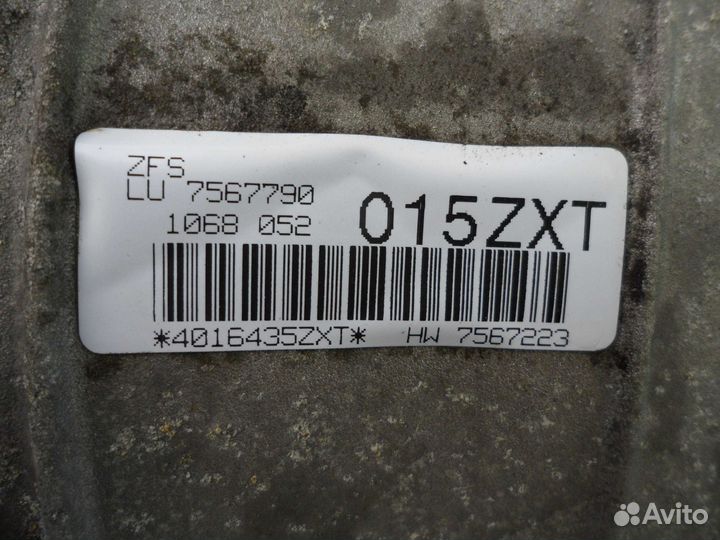 ZFS
LU 7567790
1068 052 015ZXT
*4016435ZXT* HW 7567223
Avito